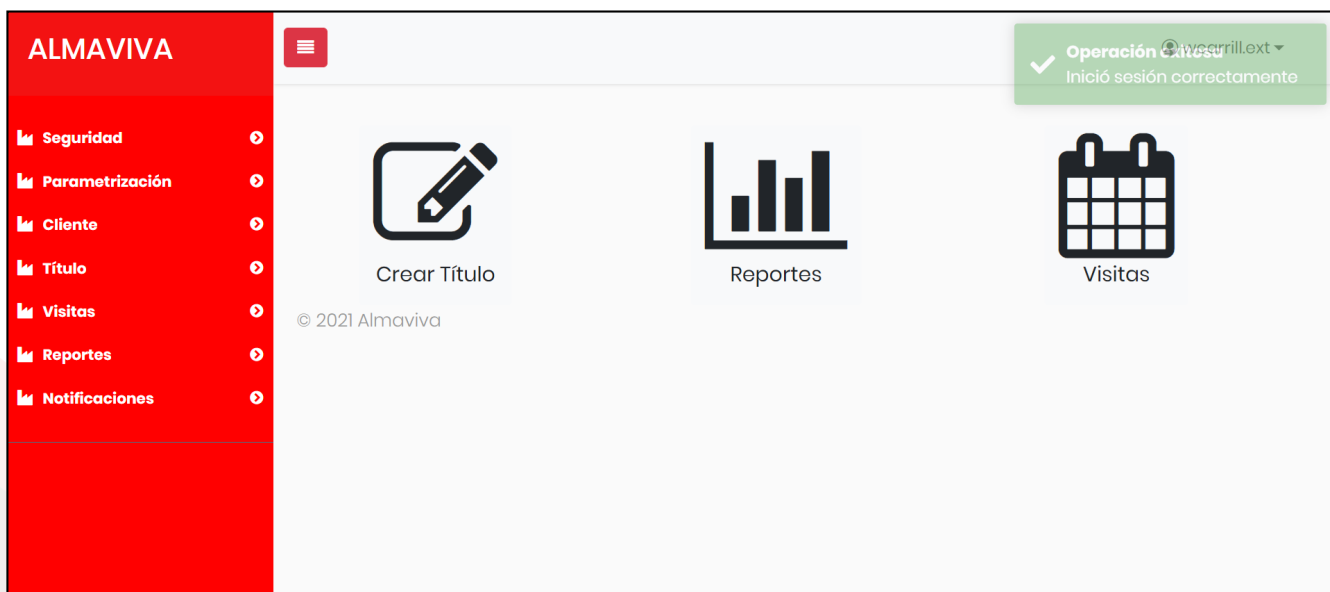 ALMAVIVA
Operación
Inició sesión correctamente
Seguridad
Parametrización
Cliente
Título
Visitas
Reportes
Notificaciones
Crear Título
Reportes
Visitas
© 2021 Almaviva